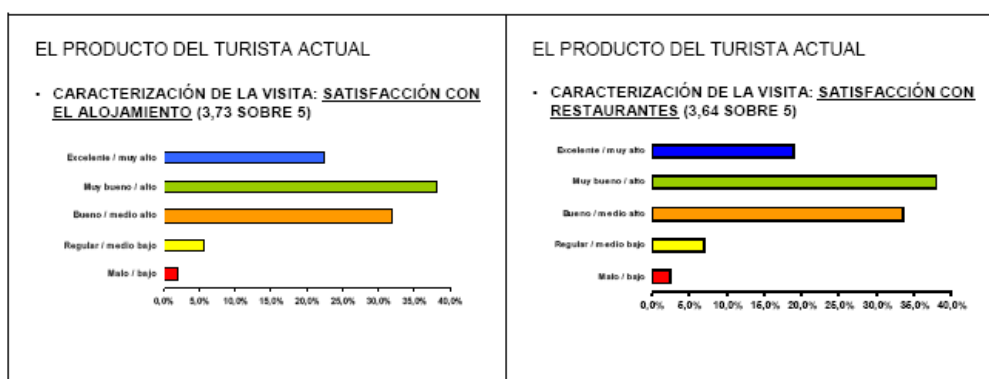 EL PRODUCTO DEL TURISTA ACTUAL
• CARACTERIZACIÓN DE LA VISITA: SATISFACCIÓN CON
EL ALOJAMIENTO (3,73 SOBRE 5)
Excelente / muy alto
Muy bueno / alto
Bueno / medio alto
Regular / medio bajo
Malo / bajo
0,0% 5,0% 10,0% 15,0% 20,0% 25,0% 30,0% 35,0% 40,0%
EL PRODUCTO DEL TURISTA ACTUAL
• CARACTERIZACIÓN DE LA VISITA: SATISFACCIÓN CON
RESTAURANTES (3,64 SOBRE 5)
Excelente / muy alto
Muy bueno / alto
Bueno / medio alto
Regular / medio bajo
Malo / bajo
0,0% 5,0% 10,0% 15,0% 20,0% 25,0% 30,0% 35,0% 40,0%